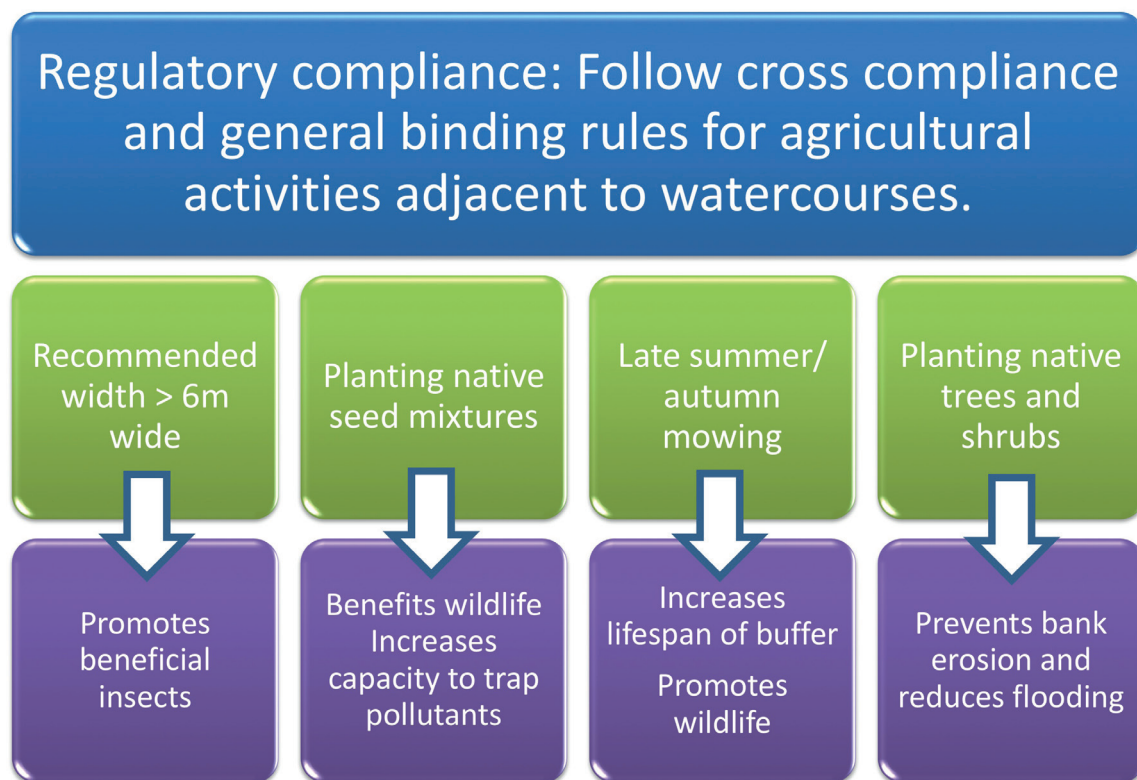 Regulatory compliance: Follow cross compliance
and general binding rules for agricultural
activities adjacent to watercourses.
Recommended
width > 6m
wide
Planting native
seed mixtures
Late summer/
autumn
mowing
Planting native
trees and
shrubs
Promotes
beneficial
insects
Benefits wildlife
Increases
capacity to trap
pollutants
Increases
lifespan of buffer
Promotes
wildlife
Prevents bank
erosion and
reduces flooding